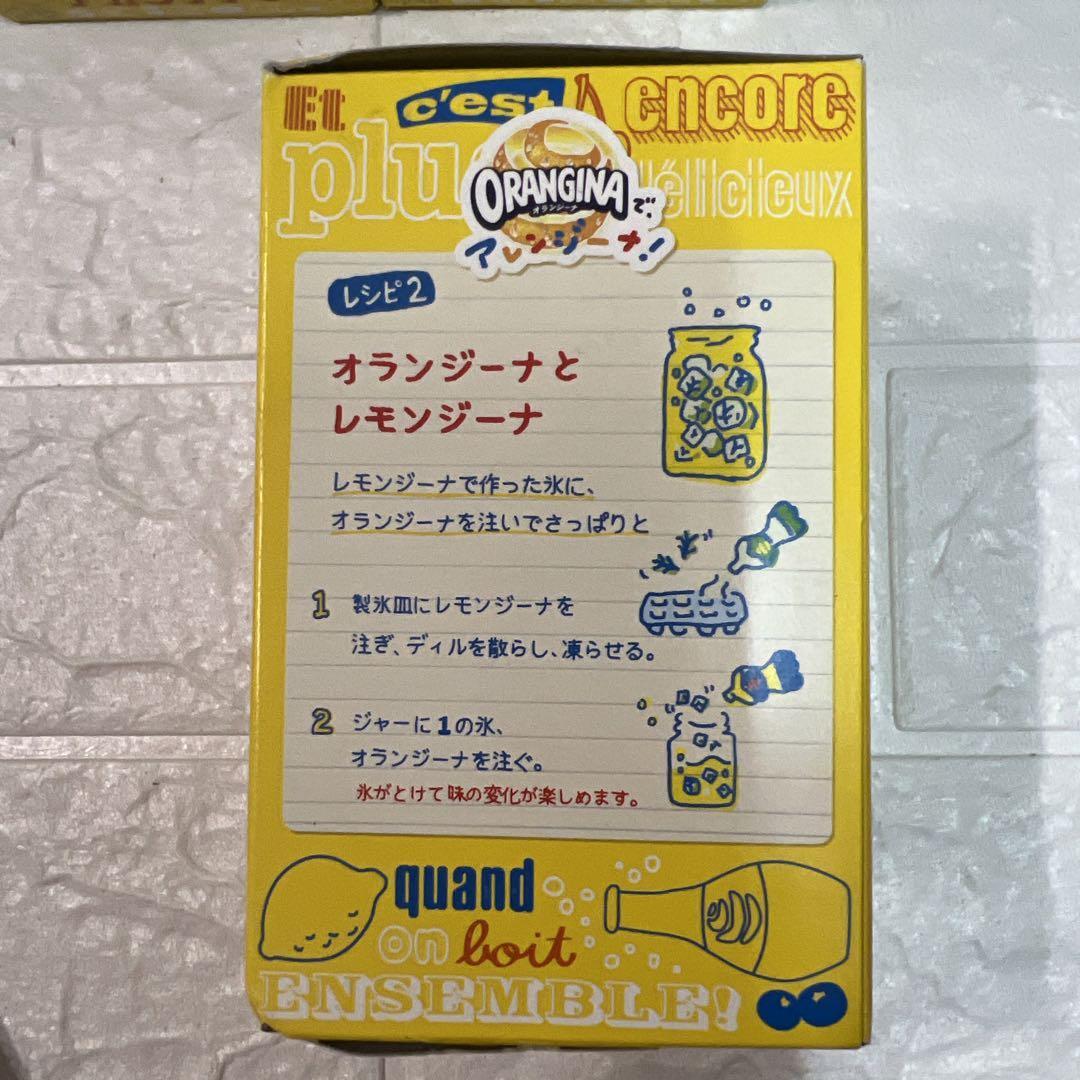 Et c'est encore
plu délicieux
ORANGINA
オランジーナ
で、
アレンジーナ!
レシピ2
オランジーナと
レモンジーナ
レモンジーナで作った氷に、
オランジーナを注いでさっぱりと
1 製氷皿にレモンジーナを
注ぎ、ディルを散らし、凍らせる。
2 ジャーに1の氷、
オランジーナを注ぐ。
氷がとけて味の変化が楽しめます。
quand
on boit
ENSEMBLE!